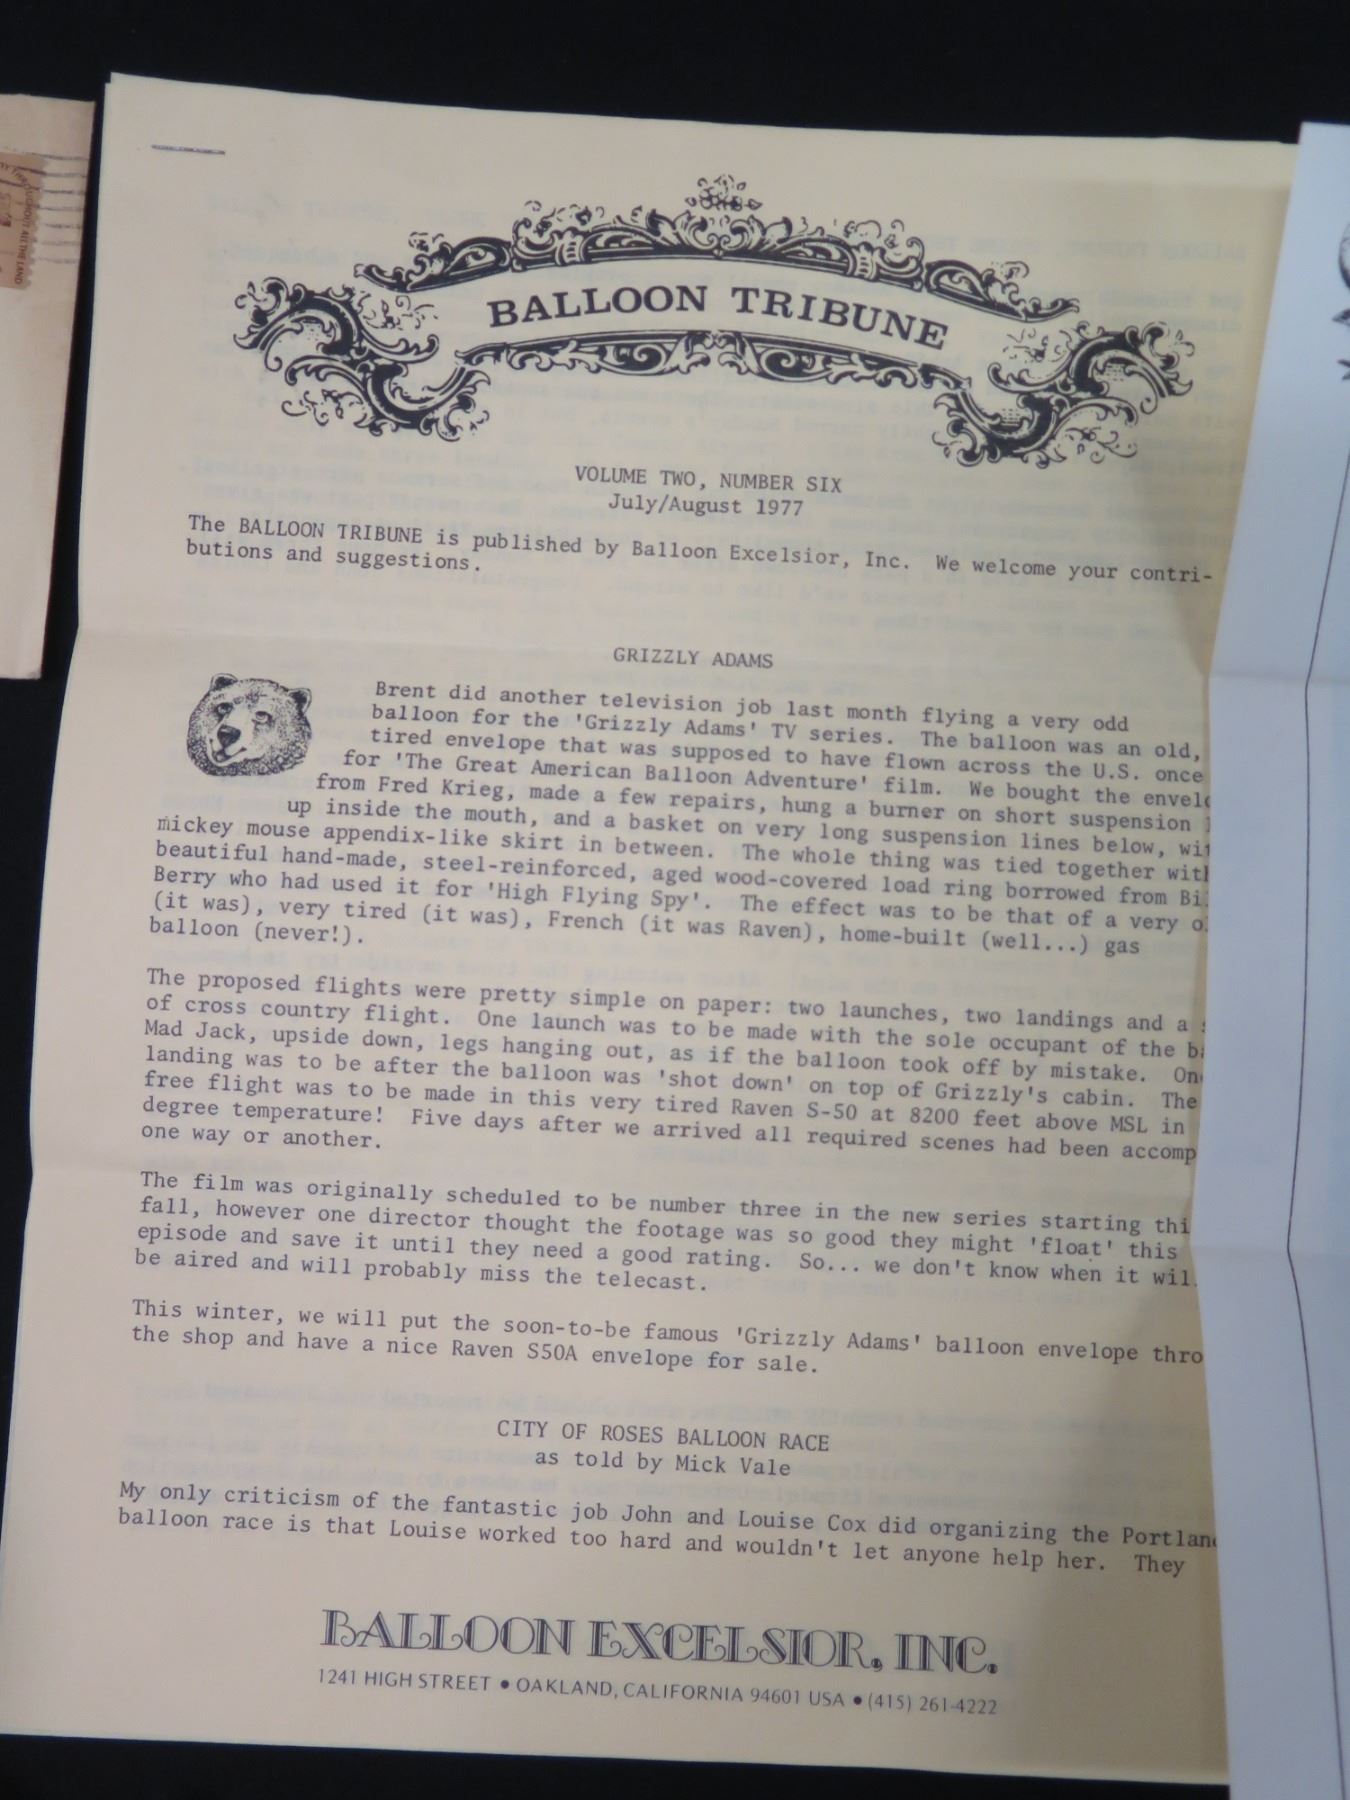 BALLOON TRIBUNE
VOLUME TWO, NUMBER SIX
July/August 1977
The BALLOON TRIBUNE is published by Balloon Excelsior, Inc. We welcome your contri-
butions and suggestions.
GRIZZLY ADAMS
Brent did another television job last month flying a very odd
balloon for the 'Grizzly Adams' TV series. The balloon was an old,
tired envelope that was supposed to have flown across the U.S. once
for 'The Great American Balloon Adventure' film. We bought the
from Fred Krieg, made a few repairs, hung a burner on short suspension
up inside the mouth, and a basket on very long suspension lines below,
mickey mouse appendix-like skirt in between. The whole thing was tied together
beautiful hand-made, steel-reinforced, aged wood-covered load ring borrowed from
Berry who had used it for 'High Flying Spy'. The effect was to be that of a very
(it was), very tired (it was), French (it was Raven), home-built (well...) gas
balloon (never!).
The proposed flights were pretty simple on paper: two launches, two landings and a
of cross country flight. One launch was to be made with the sole occupant of the
Mad Jack, upside down, legs hanging out, as if the balloon took off by mistake.
landing was to be after the balloon was 'shot down' on top of Grizzly's cabin. The
free flight was to be made in this very tired Raven S-50 at 8200 feet above MSL in
degree temperature! Five days after we arrived all required scenes had been
one way or another.
The film was originally scheduled to be number three in the new series starting
fall, however one director thought the footage was so good they might 'float' this
episode and save it until they need a good rating. So... we don't know when it
be aired and will probably miss the telecast.
This winter, we will put the soon-to-be famous 'Grizzly Adams' balloon envelope
the shop and have a nice Raven S50A envelope for sale.
CITY OF ROSES BALLOON RACE
as told by Mick Vale
My only criticism of the fantastic job John and Louise Cox did organizing the Portland
balloon race is that Louise worked too hard and wouldn't let anyone help her. They
BALLOON EXCELSIOR, INC.
1241 HIGH STREET • OAKLAND, CALIFORNIA 94601 USA • (415) 261-4222